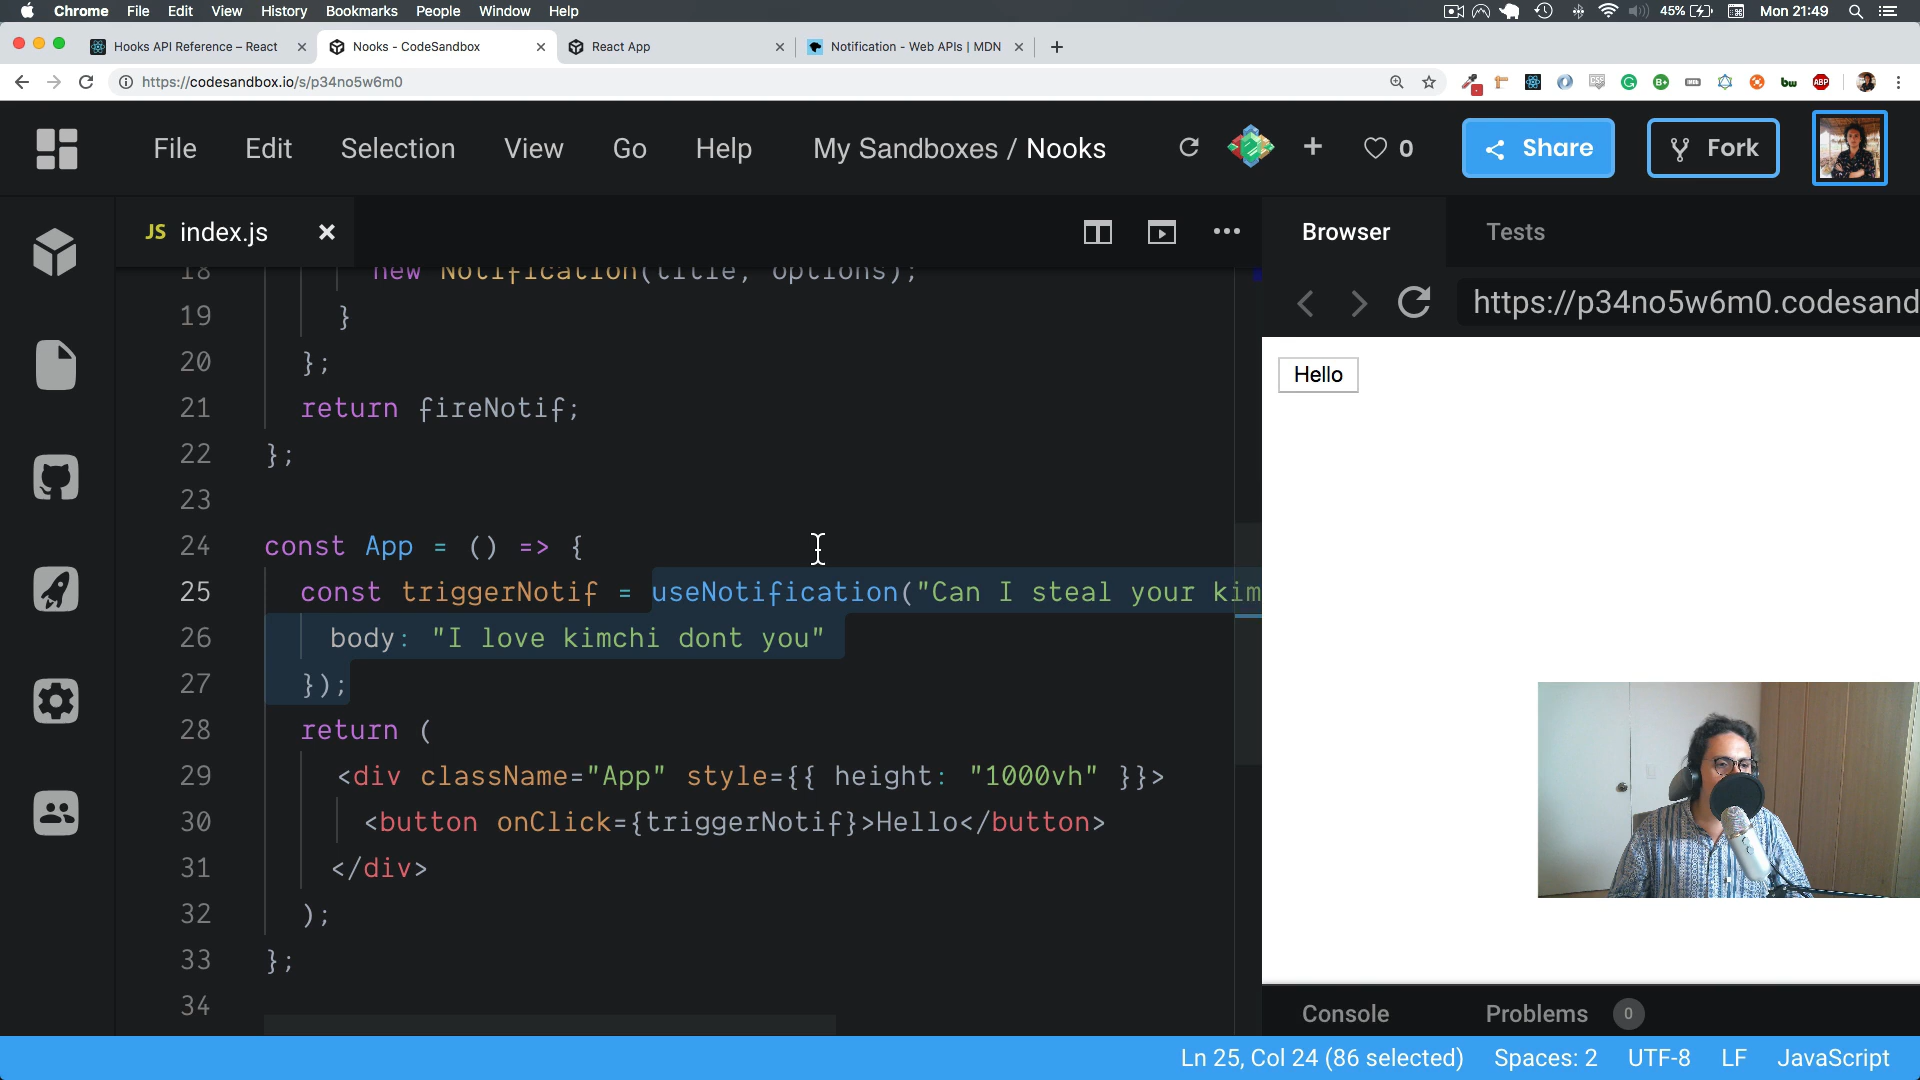 Chrome File Edit View History Bookmarks People Window Help 45% Mon 21:49
Hooks API Reference – React
Nooks - CodeSandbox
React App
Notification - Web APIs | MDN
https://codesandbox.io/s/p34no5w6m0
ABP
File Edit Selection View Go Help My Sandboxes / Nooks 0 Share Fork
JS index.js
Browser Tests
https://p34no5w6m0.codesand
Hello
18 new Notification(title, options);
19 }
20 };
21 return fireNotif;
22 };
23
24 const App = () => {
25 const triggerNotif = useNotification("Can I steal your kim
26 body: "I love kimchi dont you"
27 });
28 return (
29 <div className="App" style={{ height: "1000vh" }}>
30 <button onClick={triggerNotif}>Hello</button>
31 </div>
32 );
33 };
34
Console Problems 0
Ln 25, Col 24 (86 selected) Spaces: 2 UTF-8 LF JavaScript